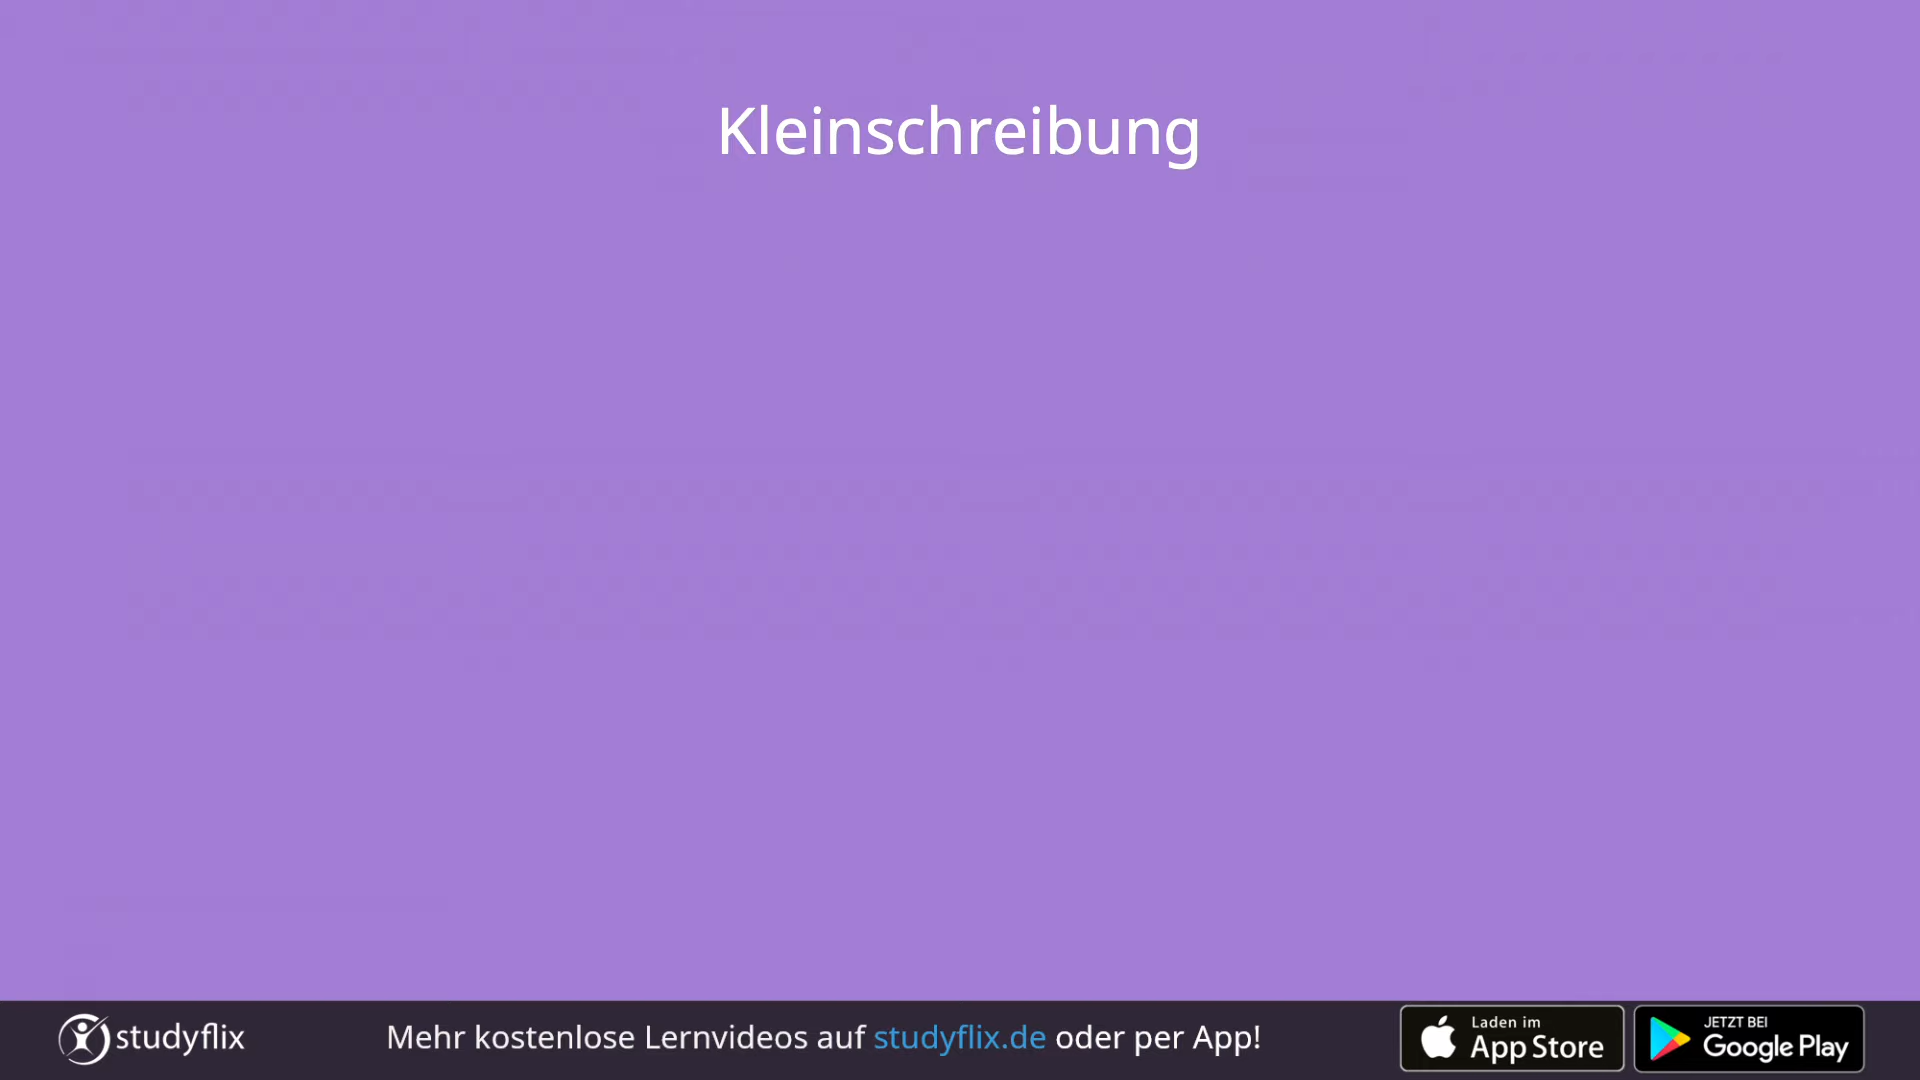 Kleinschreibung
studyflix
Mehr kostenlose Lernvideos auf studyflix.de oder per App!
Laden im
App Store
JETZT BEI
Google Play